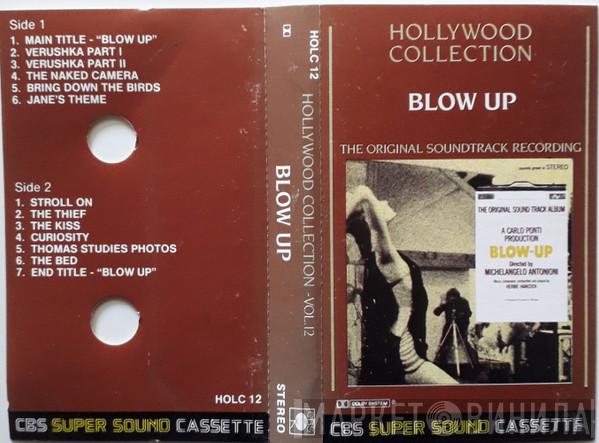 Side 1
1. MAIN TITLE - "BLOW UP"
2. VERUSHKA PART I
3. VERUSHKA PART II
4. THE NAKED CAMERA
5. BRING DOWN THE BIRDS
6. JANE'S THEME
Side 2
1. STROLL ON
2. THE THIEF
3. THE KISS
4. CURIOSITY
5. THOMAS STUDIES PHOTOS
6. THE BED
7. END TITLE - "BLOW UP"
HOLC 12
CBS SUPER SOUND CASSETTE
HOLC 12
HOLLYWOOD COLLECTION - VOL.12
BLOW UP
STEREO
HOLLYWOOD
COLLECTION
BLOW UP
THE ORIGINAL SOUNDTRACK RECORDING
STEREO
THE ORIGINAL SOUND TRACK ALBUM
A CARLO PONTI
PRODUCTION
BLOW-UP
Directed by
MICHELANGELO ANTONIONI
HERBIE HANCOCK
DOLBY SYSTEM
CBS SUPER SOUND CASSETTE
МАРКЕТ ВИНИЛА